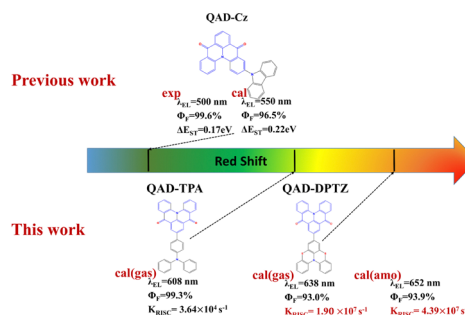 QAD-Cz
Previous work
exp cal
λEL=500 nm λEL=550 nm
ΦF=99.6% ΦF=96.5%
ΔEST=0.17eV ΔEST=0.22eV
Red Shift
QAD-TPA QAD-DPTZ
This work
cal(gas) cal(gas) cal(amo)
λEL=608 nm λEL=638 nm λEL=652 nm
ΦF=99.3% ΦF=93.0% ΦF=93.9%
KRISC=3.64×10⁴ s⁻¹ KRISC=1.90 ×10⁷ s⁻¹ KRISC=4.39×10⁷ s